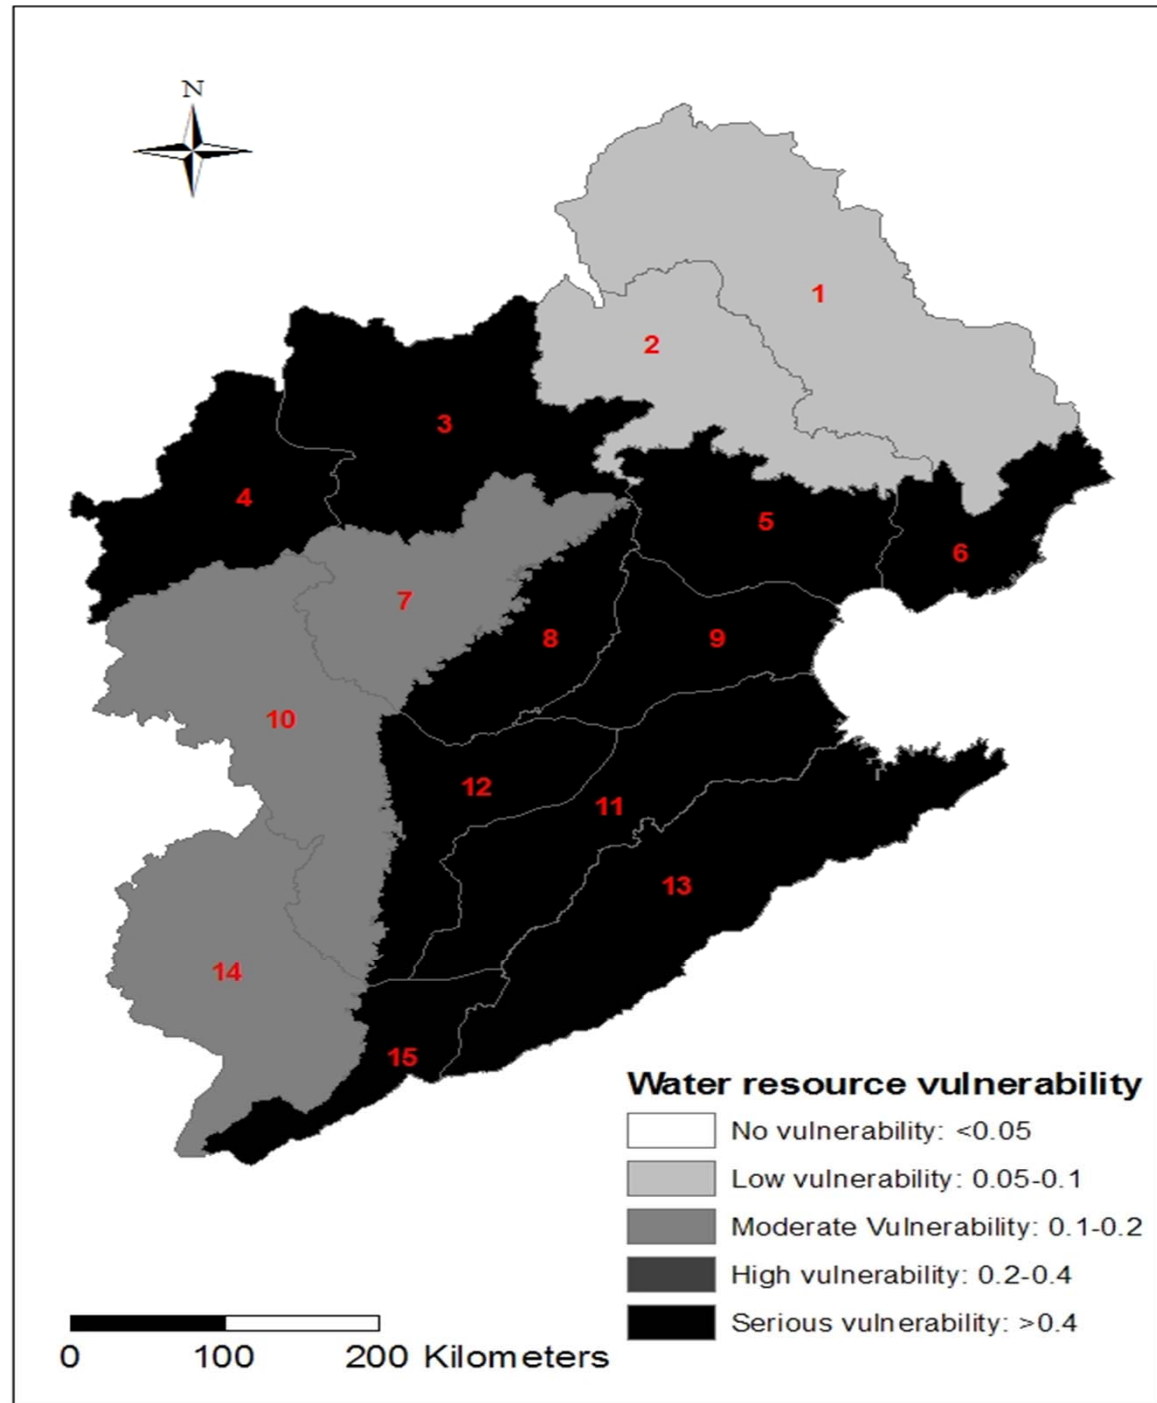 N
1
2
3
4
5
6
7
8
9
10
12
11
13
14
15
Water resource vulnerability
No vulnerability: <0.05
Low vulnerability: 0.05-0.1
Moderate Vulnerability: 0.1-0.2
High vulnerability: 0.2-0.4
Serious vulnerability: >0.4
0 100 200 Kilometers